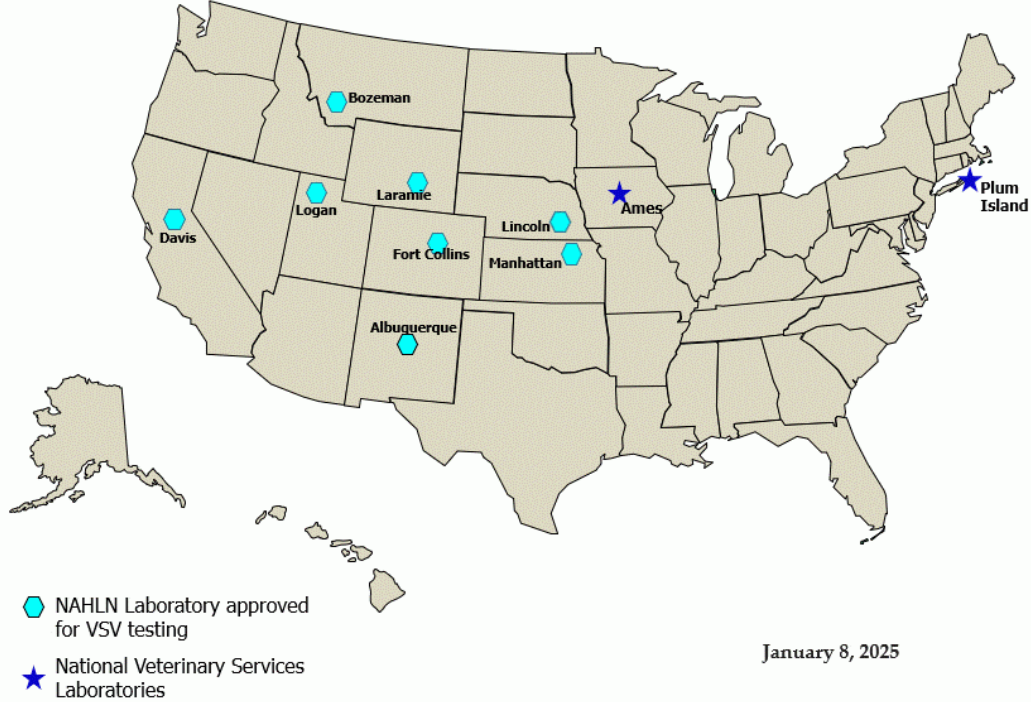 Bozeman
Laramie
Logan
Ames
Plum
Island
Lincoln
Davis
Fort Collins
Manhattan
Albuquerque
NAHLN Laboratory approved
for VSV testing
January 8, 2025
National Veterinary Services
Laboratories